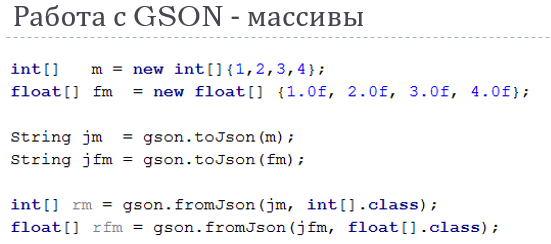 Работа с GSON - массивы
int[]   m = new int[]{1,2,3,4};
float[] fm  = new float[] {1.0f, 2.0f, 3.0f, 4.0f};
String jm  = gson.toJson(m);
String jfm = gson.toJson(fm);
int[] rm = gson.fromJson(jm, int[].class);
float[] rfm = gson.fromJson(jfm, float[].class);